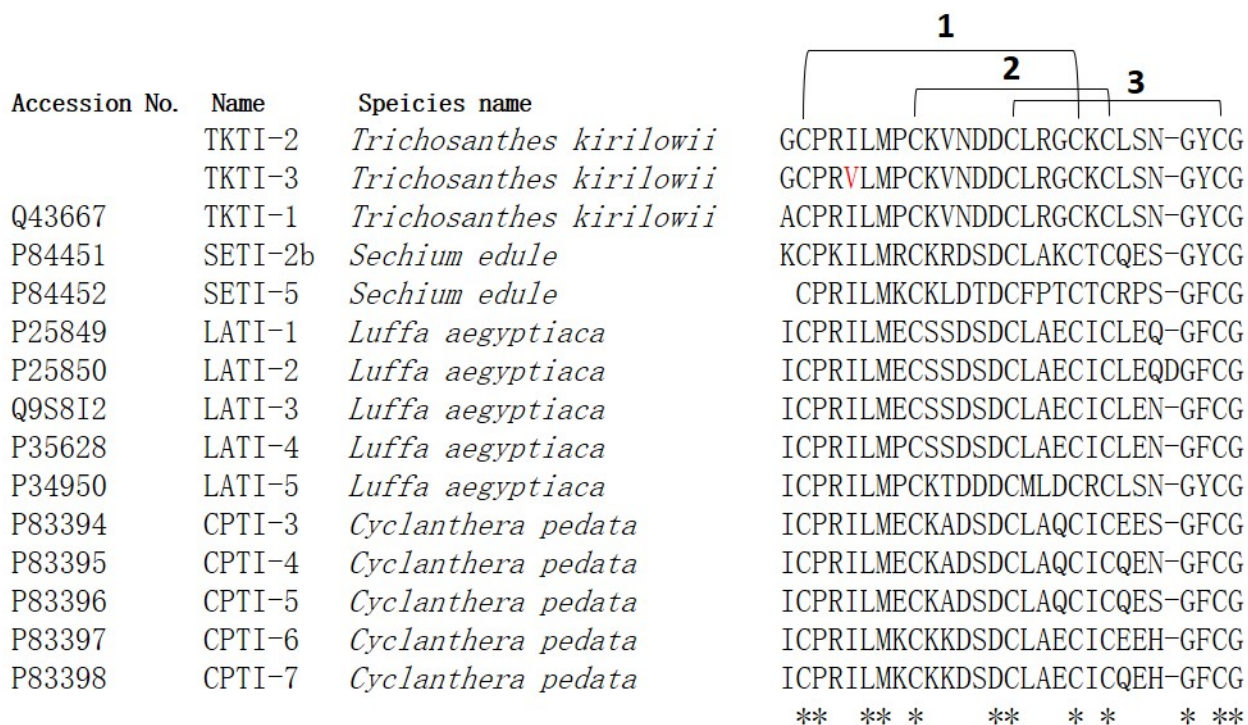 1
2
3
Accession No. Name Speicies name
TKTI-2 Trichosanthes kirilowii GCPRILMPCKVNDDCLRGCKCLSN-GYCG
TKTI-3 Trichosanthes kirilowii GCPRVLMPCKVNDDCLRGCKCLSN-GYCG
Q43667 TKTI-1 Trichosanthes kirilowii ACPRILMPCKVNDDCLRGCKCLSN-GYCG
P84451 SETI-2b Sechium edule KCPKILMRCKRDSDCLAKCTCQES-GYCG
P84452 SETI-5 Sechium edule CPRILMKCKLDTDCFPTCTCRPS-GFCG
P25849 LATI-1 Luffa aegyptiaca ICPRILMECSSDSDCLAECICLEQ-GFCG
P25850 LATI-2 Luffa aegyptiaca ICPRILMECSSDSDCLAECICLEQDGFCG
Q9S8I2 LATI-3 Luffa aegyptiaca ICPRILMECSSDSDCLAECICLEN-GFCG
P35628 LATI-4 Luffa aegyptiaca ICPRILMPCSSDSDCLAECICLEN-GFCG
P34950 LATI-5 Luffa aegyptiaca ICPRILMPCKTDDDCMLDCRCLSN-GYCG
P83394 CPTI-3 Cyclanthera pedata ICPRILMECKADSDCLAQCICEES-GFCG
P83395 CPTI-4 Cyclanthera pedata ICPRILMECKADSDCLAQCICQEN-GFCG
P83396 CPTI-5 Cyclanthera pedata ICPRILMECKADSDCLAQCICQES-GFCG
P83397 CPTI-6 Cyclanthera pedata ICPRILMKCKKDSDCLAECICEEH-GFCG
P83398 CPTI-7 Cyclanthera pedata ICPRILMKCKKDSDCLAECICQEH-GFCG
** ** * ** * * * **